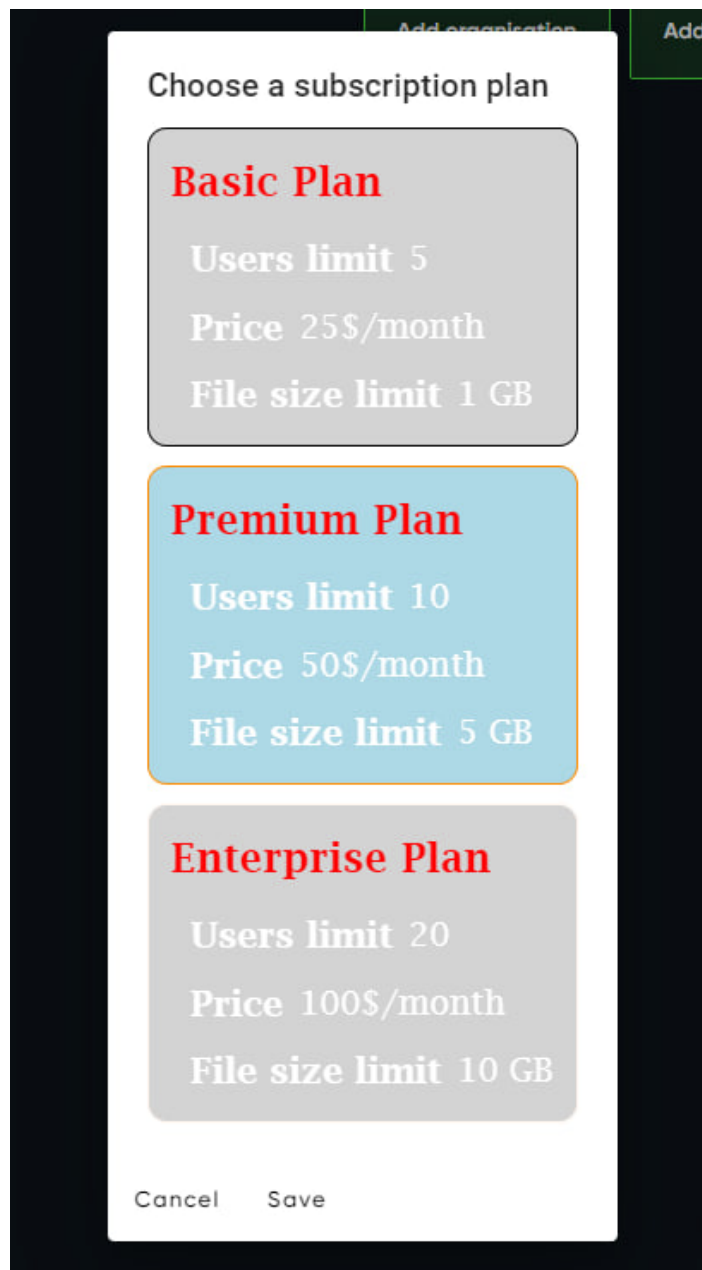 Add organisation
Add
Choose a subscription plan
Basic Plan
Users limit 5
Price 25$/month
File size limit 1 GB
Premium Plan
Users limit 10
Price 50$/month
File size limit 5 GB
Enterprise Plan
Users limit 20
Price 100$/month
File size limit 10 GB
Cancel Save